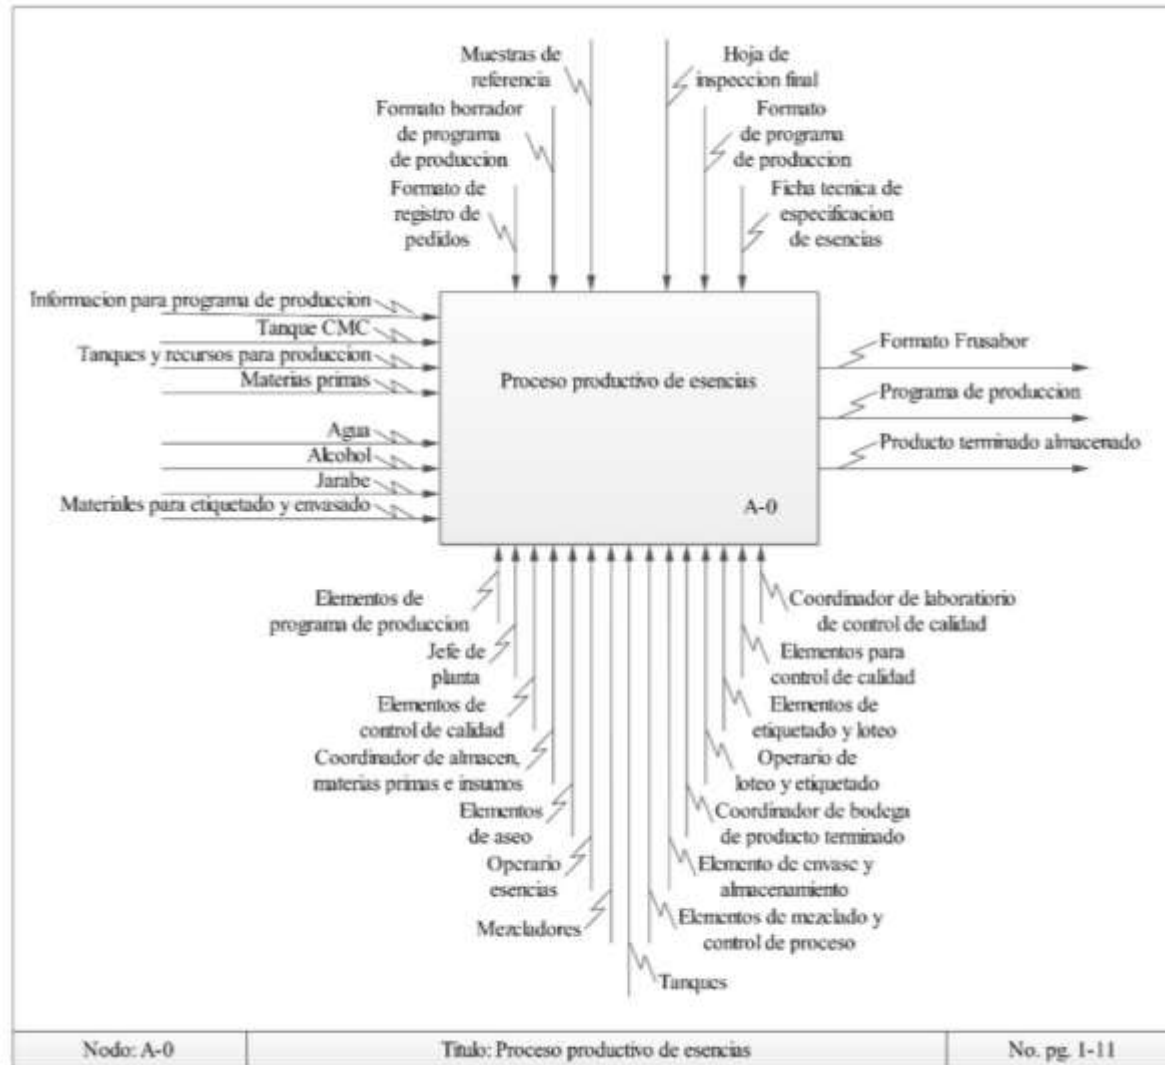 Muestras de
referencia
Hoja de
inspeccion final
Formato borrador
de programa
de produccion
Formato
de programa
de produccion
Formato de
registro de
pedidos
Ficha tecnica de
especificacion
de esencias
Informacion para programa de produccion
Tanque CMC
Tanques y recursos para produccion
Materias primas
Agua
Alcohol
Jarabe
Materiales para etiquetado y envasado
Proceso productivo de esencias
A-0
Formato Frusabor
Programa de produccion
Producto terminado almacenado
Elementos de
programa de produccion
Jefe de
planta
Elementos de
control de calidad
Coordinador de almacen,
materias primas e insumos
Elementos
de aseo
Operario
esencias
Mezcladores
Tanques
Coordinador de laboratiorio
de control de calidad
Elementos para
control de calidad
Elementos de
etiquetado y loteo
Operario de
loteo y etiquetado
Coordinador de bodega
de producto terminado
Elemento de envase y
almacenamiento
Elementos de mezclado y
control de proceso
Nodo: A-0
Titulo: Proceso productivo de esencias
No. pg. 1-11